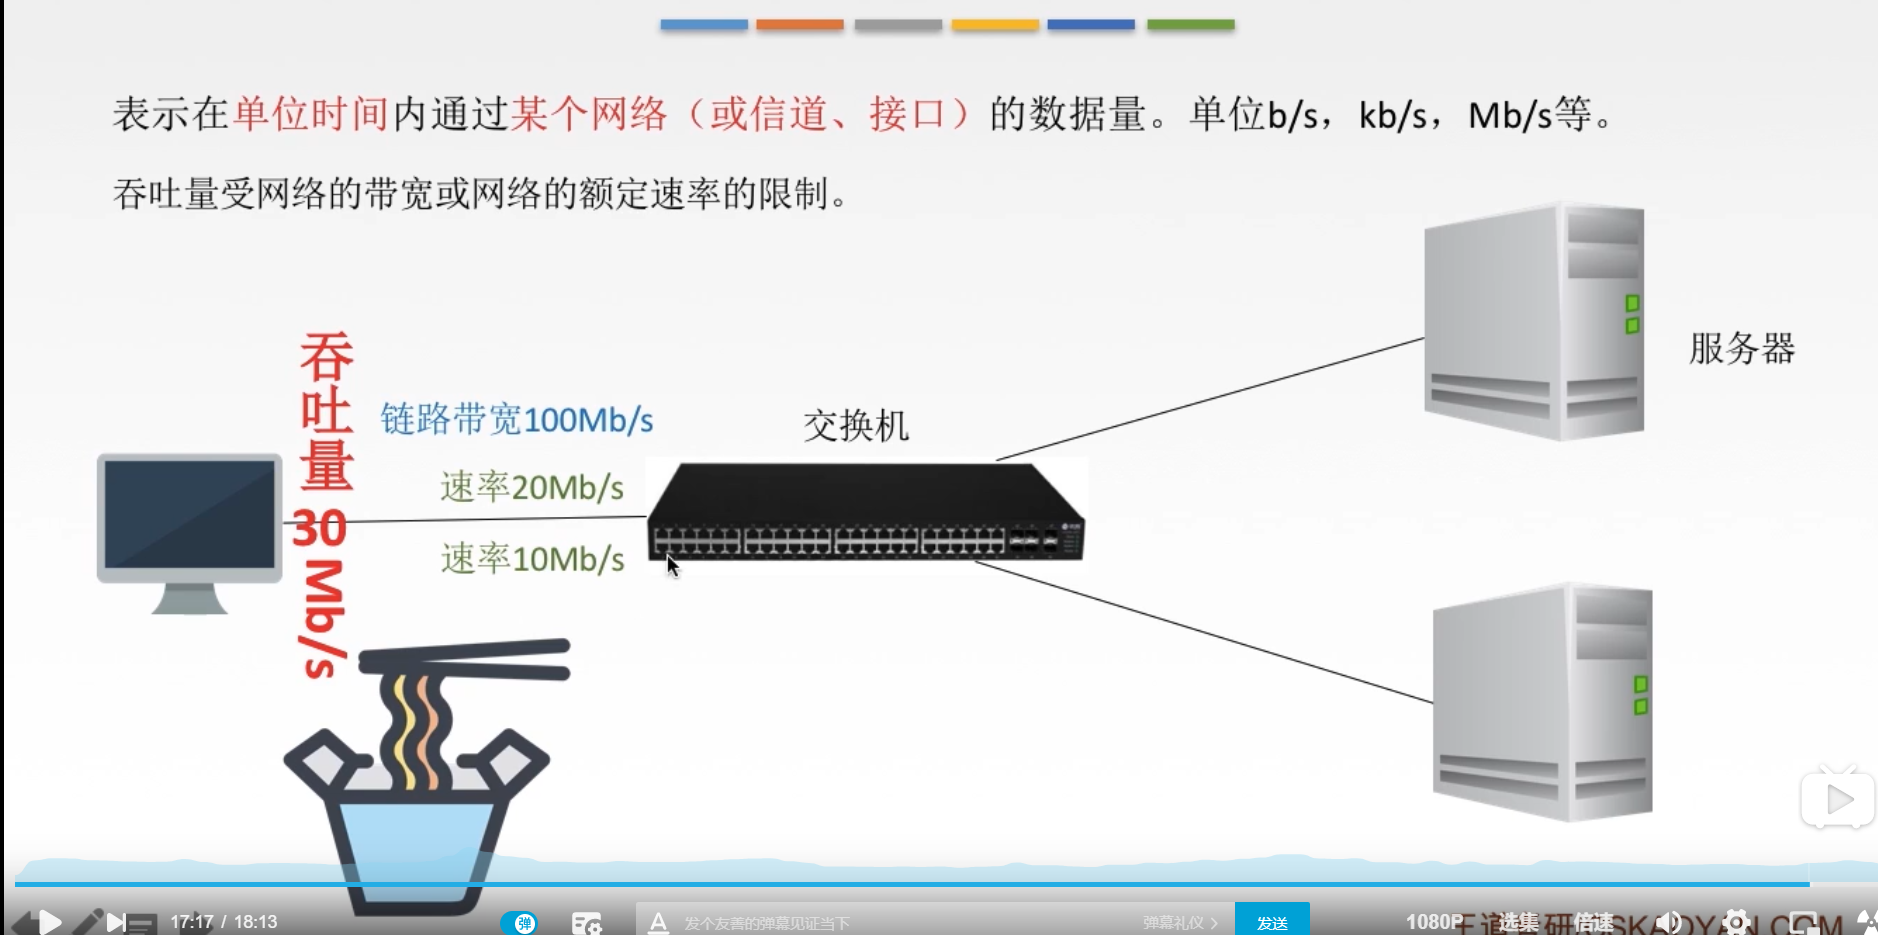 表示在单位时间内通过某个网络（或信道、接口）的数据量。单位b/s，kb/s，Mb/s等。
吞吐量受网络的带宽或网络的额定速率的限制。
服务器
吞吐量30Mb/s
链路带宽100Mb/s
交换机
速率20Mb/s
速率10Mb/s
17:17 / 18:13
弹
A
发个友善的弹幕见证当下
弹幕礼仪 >
发送
1080P
选集
倍速